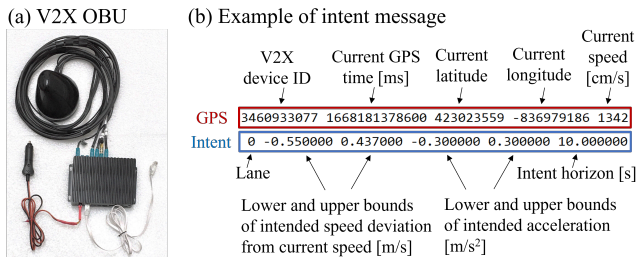 (a) V2X OBU
(b) Example of intent message
V2X device ID
Current GPS time [ms]
Current latitude
Current longitude
Current speed [cm/s]
GPS 3460933077 1668181378600 423023559 -836979186 1342
Intent 0 -0.550000 0.437000 -0.300000 0.300000 10.000000
Lane
Intent horizon [s]
Lower and upper bounds of intended speed deviation from current speed [m/s]
Lower and upper bounds of intended acceleration [m/s²]